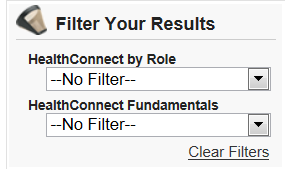 Filter Your Results
HealthConnect by Role
--No Filter--
HealthConnect Fundamentals
--No Filter--
Clear Filters